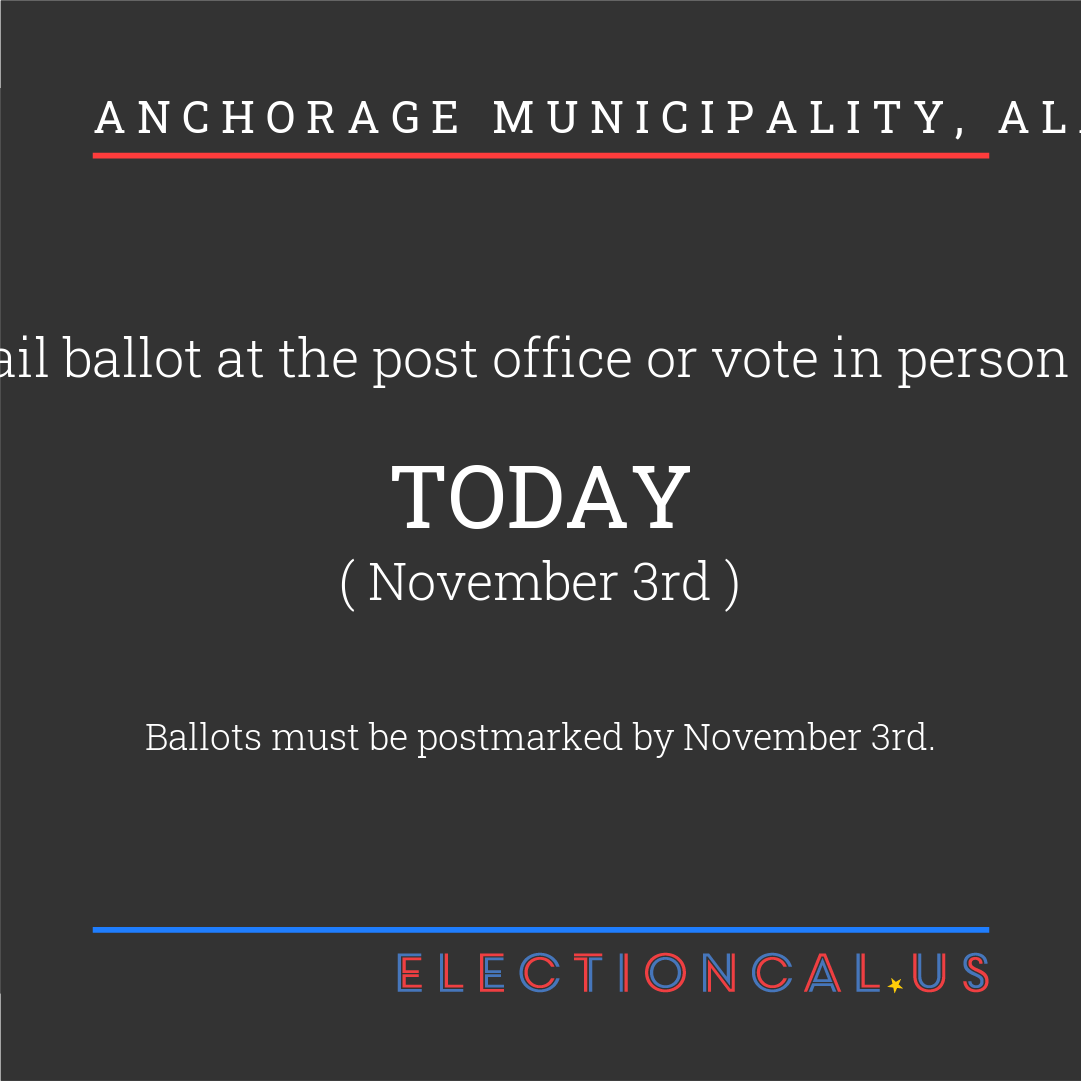 ANCHORAGE MUNICIPALITY, AL
ail ballot at the post office or vote in person
TODAY
( November 3rd )
Ballots must be postmarked by November 3rd.
ELECTIONCAL.US